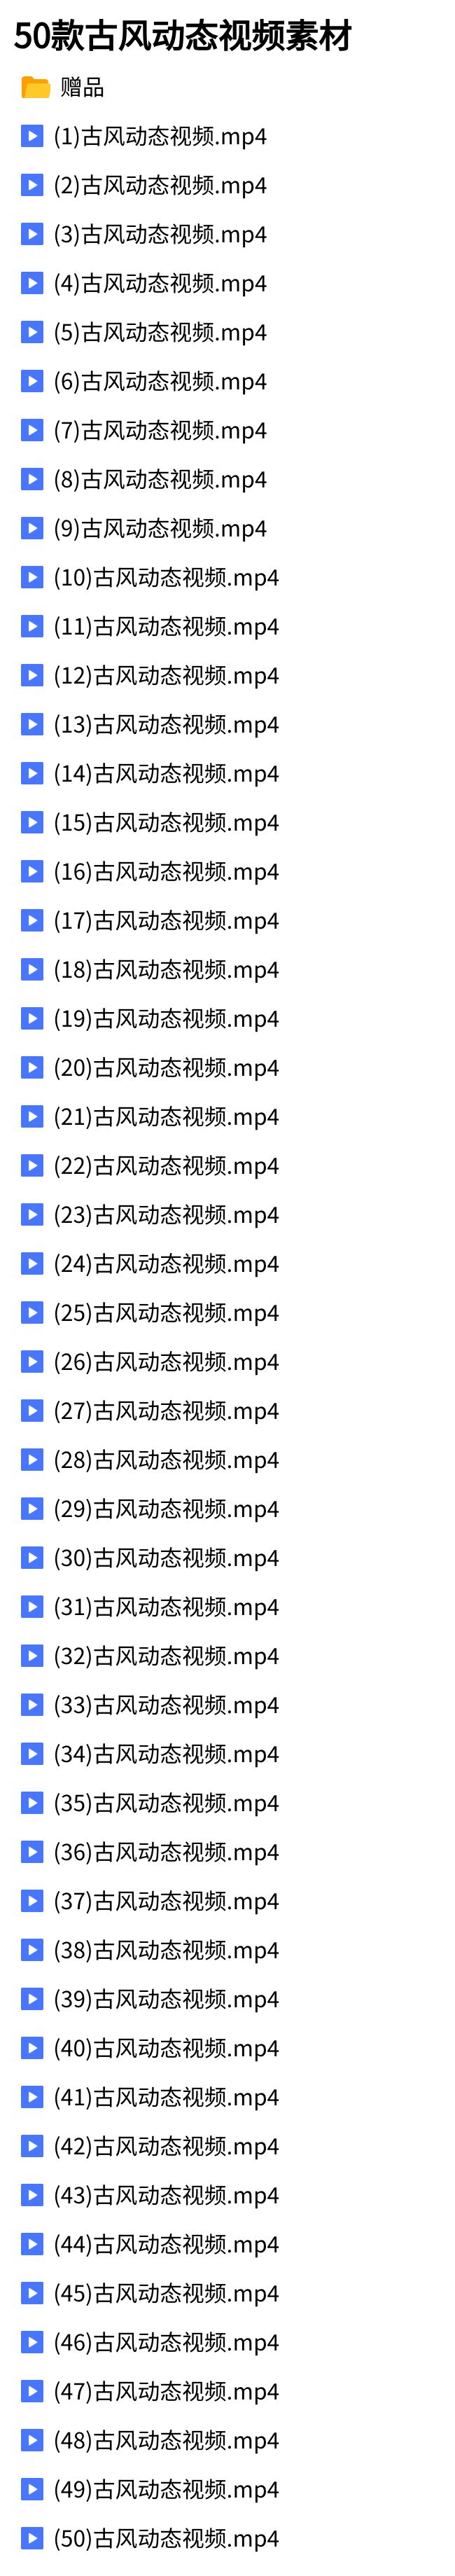 50款古风动态视频素材
赠品
(1)古风动态视频.mp4
(2)古风动态视频.mp4
(3)古风动态视频.mp4
(4)古风动态视频.mp4
(5)古风动态视频.mp4
(6)古风动态视频.mp4
(7)古风动态视频.mp4
(8)古风动态视频.mp4
(9)古风动态视频.mp4
(10)古风动态视频.mp4
(11)古风动态视频.mp4
(12)古风动态视频.mp4
(13)古风动态视频.mp4
(14)古风动态视频.mp4
(15)古风动态视频.mp4
(16)古风动态视频.mp4
(17)古风动态视频.mp4
(18)古风动态视频.mp4
(19)古风动态视频.mp4
(20)古风动态视频.mp4
(21)古风动态视频.mp4
(22)古风动态视频.mp4
(23)古风动态视频.mp4
(24)古风动态视频.mp4
(25)古风动态视频.mp4
(26)古风动态视频.mp4
(27)古风动态视频.mp4
(28)古风动态视频.mp4
(29)古风动态视频.mp4
(30)古风动态视频.mp4
(31)古风动态视频.mp4
(32)古风动态视频.mp4
(33)古风动态视频.mp4
(34)古风动态视频.mp4
(35)古风动态视频.mp4
(36)古风动态视频.mp4
(37)古风动态视频.mp4
(38)古风动态视频.mp4
(39)古风动态视频.mp4
(40)古风动态视频.mp4
(41)古风动态视频.mp4
(42)古风动态视频.mp4
(43)古风动态视频.mp4
(44)古风动态视频.mp4
(45)古风动态视频.mp4
(46)古风动态视频.mp4
(47)古风动态视频.mp4
(48)古风动态视频.mp4
(49)古风动态视频.mp4
(50)古风动态视频.mp4